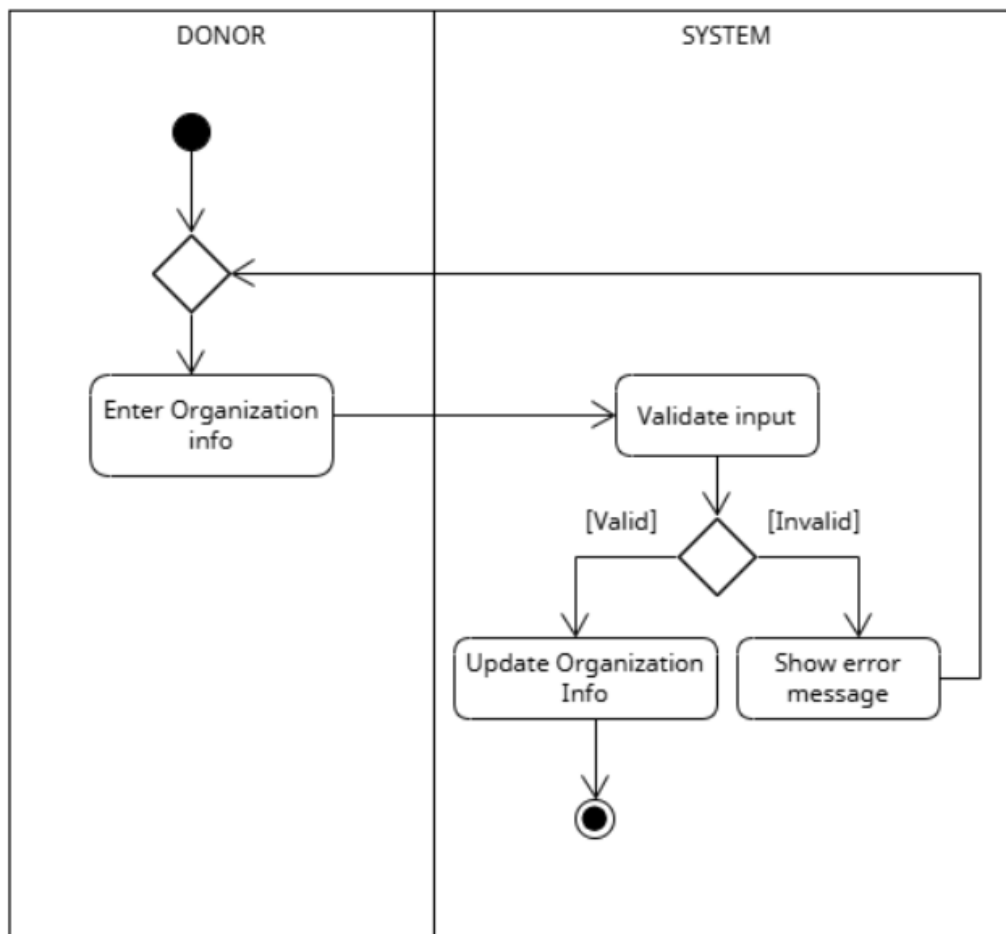 DONOR
SYSTEM
Enter Organization
info
Validate input
[Valid]
[Invalid]
Update Organization
Info
Show error
message